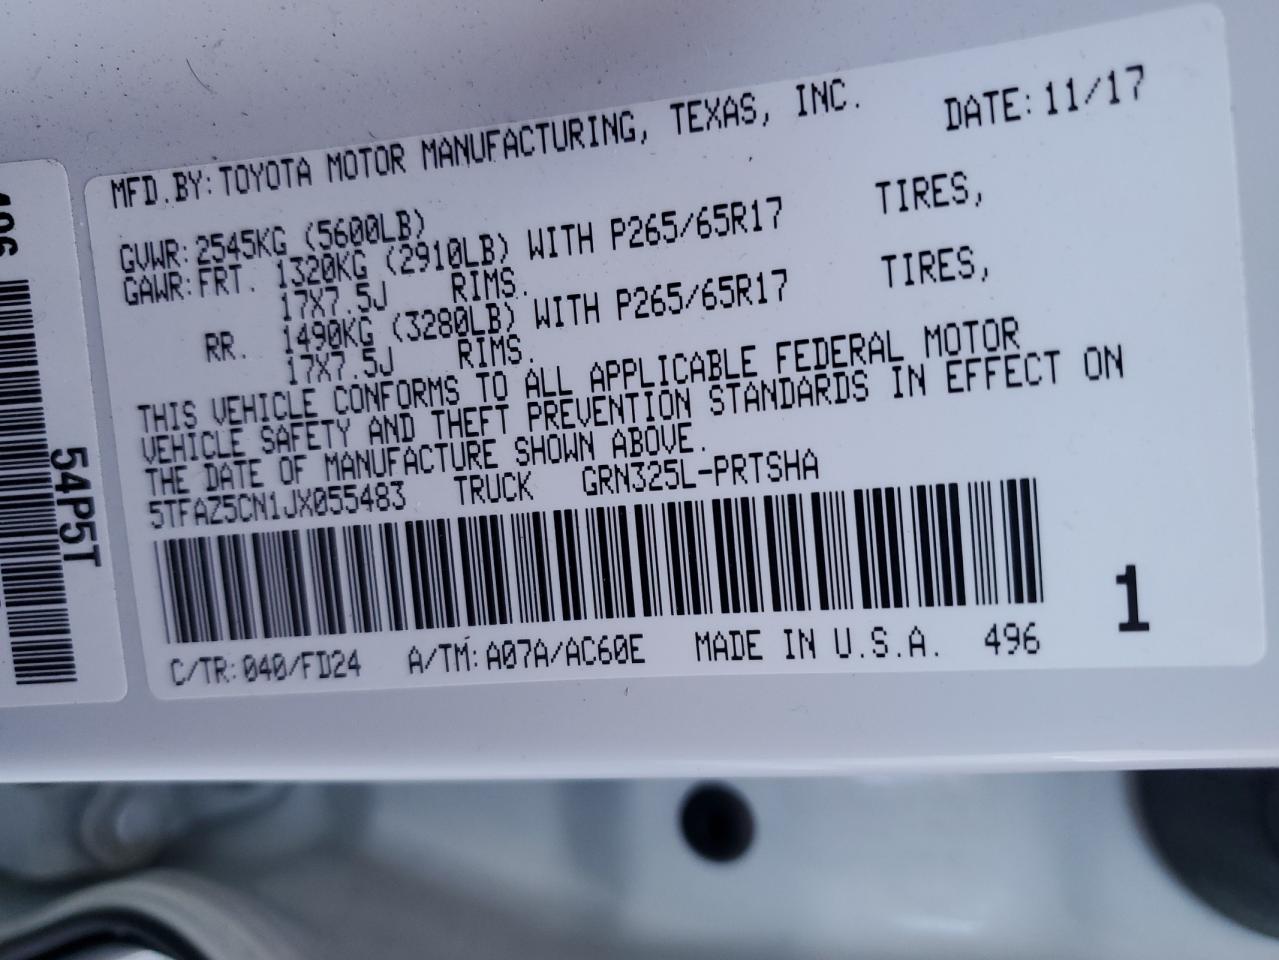 MFD.BY:TOYOTA MOTOR MANUFACTURING, TEXAS, INC. DATE:11/17
GVWR:2545KG (5600LB)
GAWR:FRT. 1320KG (2910LB) WITH P265/65R17 TIRES,
17X7.5J RIMS.
RR. 1490KG (3280LB) WITH P265/65R17 TIRES,
17X7.5J RIMS.
THIS VEHICLE CONFORMS TO ALL APPLICABLE FEDERAL MOTOR
VEHICLE SAFETY AND THEFT PREVENTION STANDARDS IN EFFECT ON
THE DATE OF MANUFACTURE SHOWN ABOVE.
5TFAZ5CN1JX055483 TRUCK GRN325L-PRTSHA
C/TR:040/FD24 A/TM:A07A/AC60E MADE IN U.S.A. 496
1
54P5T